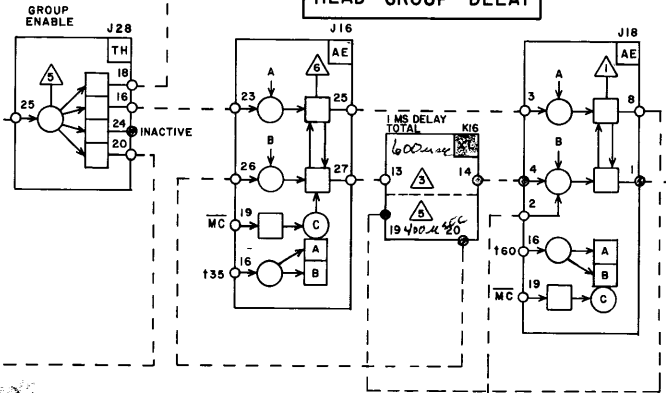 HEAD GROUP DELAY
GROUP
ENABLE
J28
TH
5
25
18
16
24
INACTIVE
20
J16
AE
A
6
23
25
B
26
27
MC
19
C
A
t35
16
B
1 MS DELAY
TOTAL
K16
600 usec
13
3
14
5
19 400 u sec 20
J18
AE
A
1
3
8
B
4
1
2
t60
16
A
B
MC
19
C